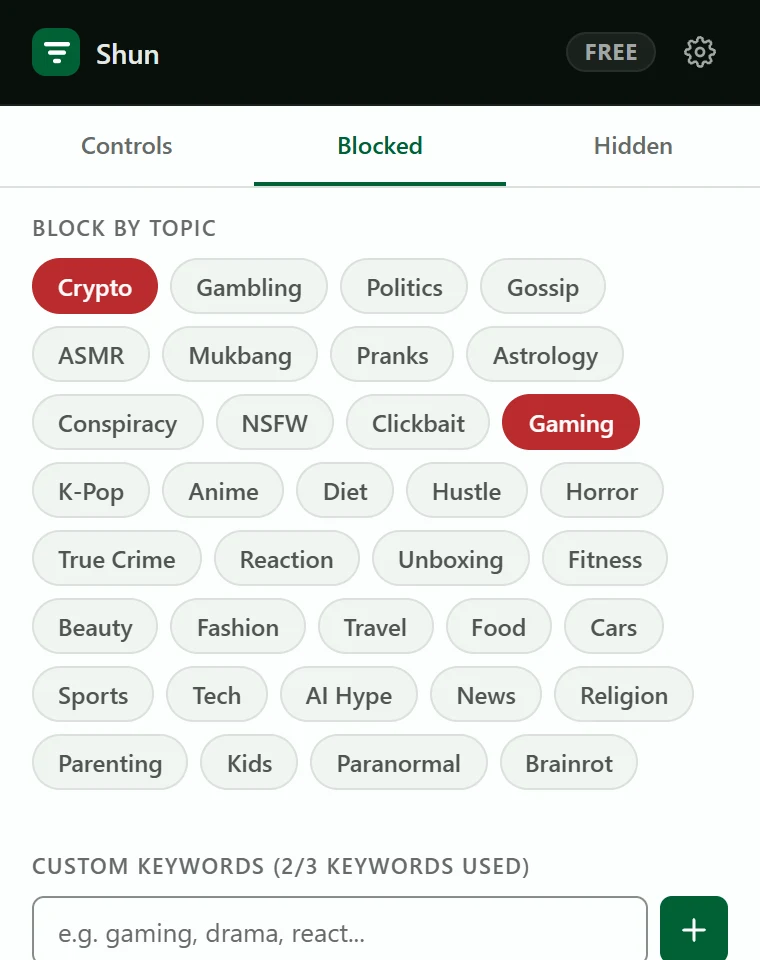 Shun FREE
Controls Blocked Hidden
BLOCK BY TOPIC
Crypto Gambling Politics Gossip
ASMR Mukbang Pranks Astrology
Conspiracy NSFW Clickbait Gaming
K-Pop Anime Diet Hustle Horror
True Crime Reaction Unboxing Fitness
Beauty Fashion Travel Food Cars
Sports Tech AI Hype News Religion
Parenting Kids Paranormal Brainrot
CUSTOM KEYWORDS (2/3 KEYWORDS USED)
e.g. gaming, drama, react...